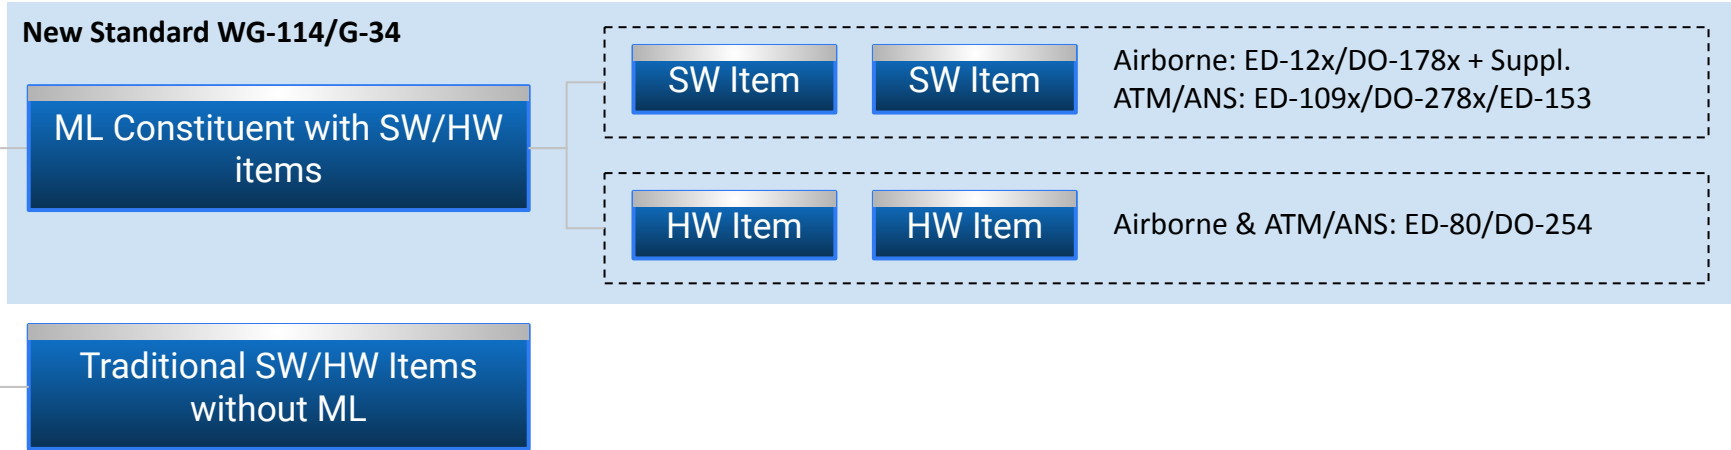 New Standard WG-114/G-34
ML Constituent with SW/HW
items
SW Item
SW Item
Airborne: ED-12x/DO-178x + Suppl.
ATM/ANS: ED-109x/DO-278x/ED-153
HW Item
HW Item
Airborne & ATM/ANS: ED-80/DO-254
Traditional SW/HW Items
without ML